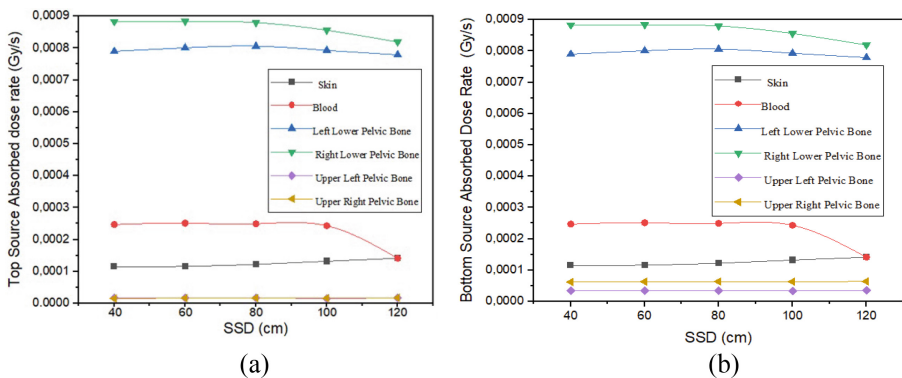 Top Source Absorbed dose rate (Gy/s)
0,0009
0,0008
0,0007
0,0006
0,0005
0,0004
0,0003
0,0002
0,0001
0,0000
Skin
Blood
Left Lower Pelvic Bone
Right Lower Pelvic Bone
Upper Left Pelvic Bone
Upper Right Pelvic Bone
40 60 80 100 120
SSD (cm)
(a)
Bottom Source Absorbed Dose Rate (Gy/s)
0,0009
0,0008
0,0007
0,0006
0,0005
0,0004
0,0003
0,0002
0,0001
0,0000
Skin
Blood
Left Lower Pelvic Bone
Right Lower Pelvic Bone
Upper Left Pelvic Bone
Upper Right Pelvic Bone
40 60 80 100 120
SSD (cm)
(b)